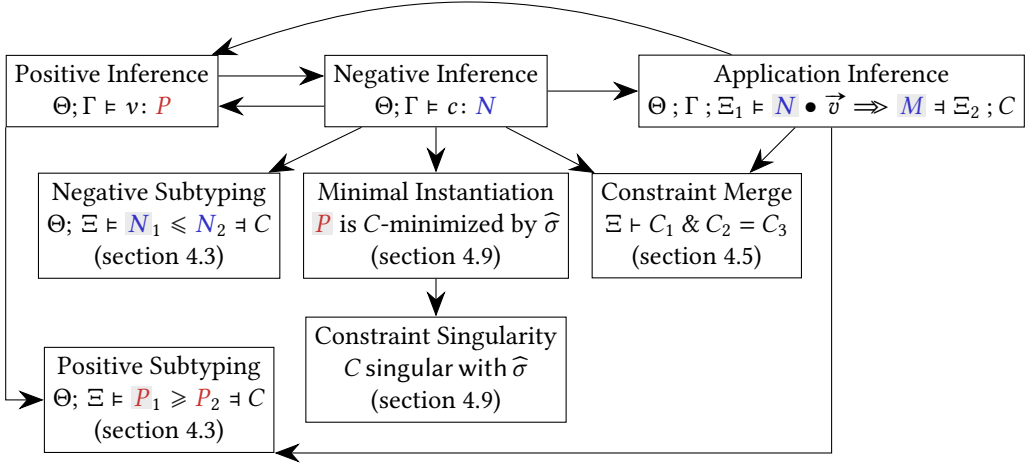 Positive Inference
Θ; Γ ⊨ v: P
Negative Inference
Θ; Γ ⊨ c: N
Application Inference
Θ ; Γ ; Ξ₁ ⊨ N • v⃗ ⇒⇒ M ⫤ Ξ₂ ; C
Negative Subtyping
Θ; Ξ ⊨ N₁ ⩽ N₂ ⫤ C
(section 4.3)
Minimal Instantiation
P is C-minimized by σ̂
(section 4.9)
Constraint Merge
Ξ ⊢ C₁ & C₂ = C₃
(section 4.5)
Constraint Singularity
C singular with σ̂
(section 4.9)
Positive Subtyping
Θ; Ξ ⊨ P₁ ⩾ P₂ ⫤ C
(section 4.3)